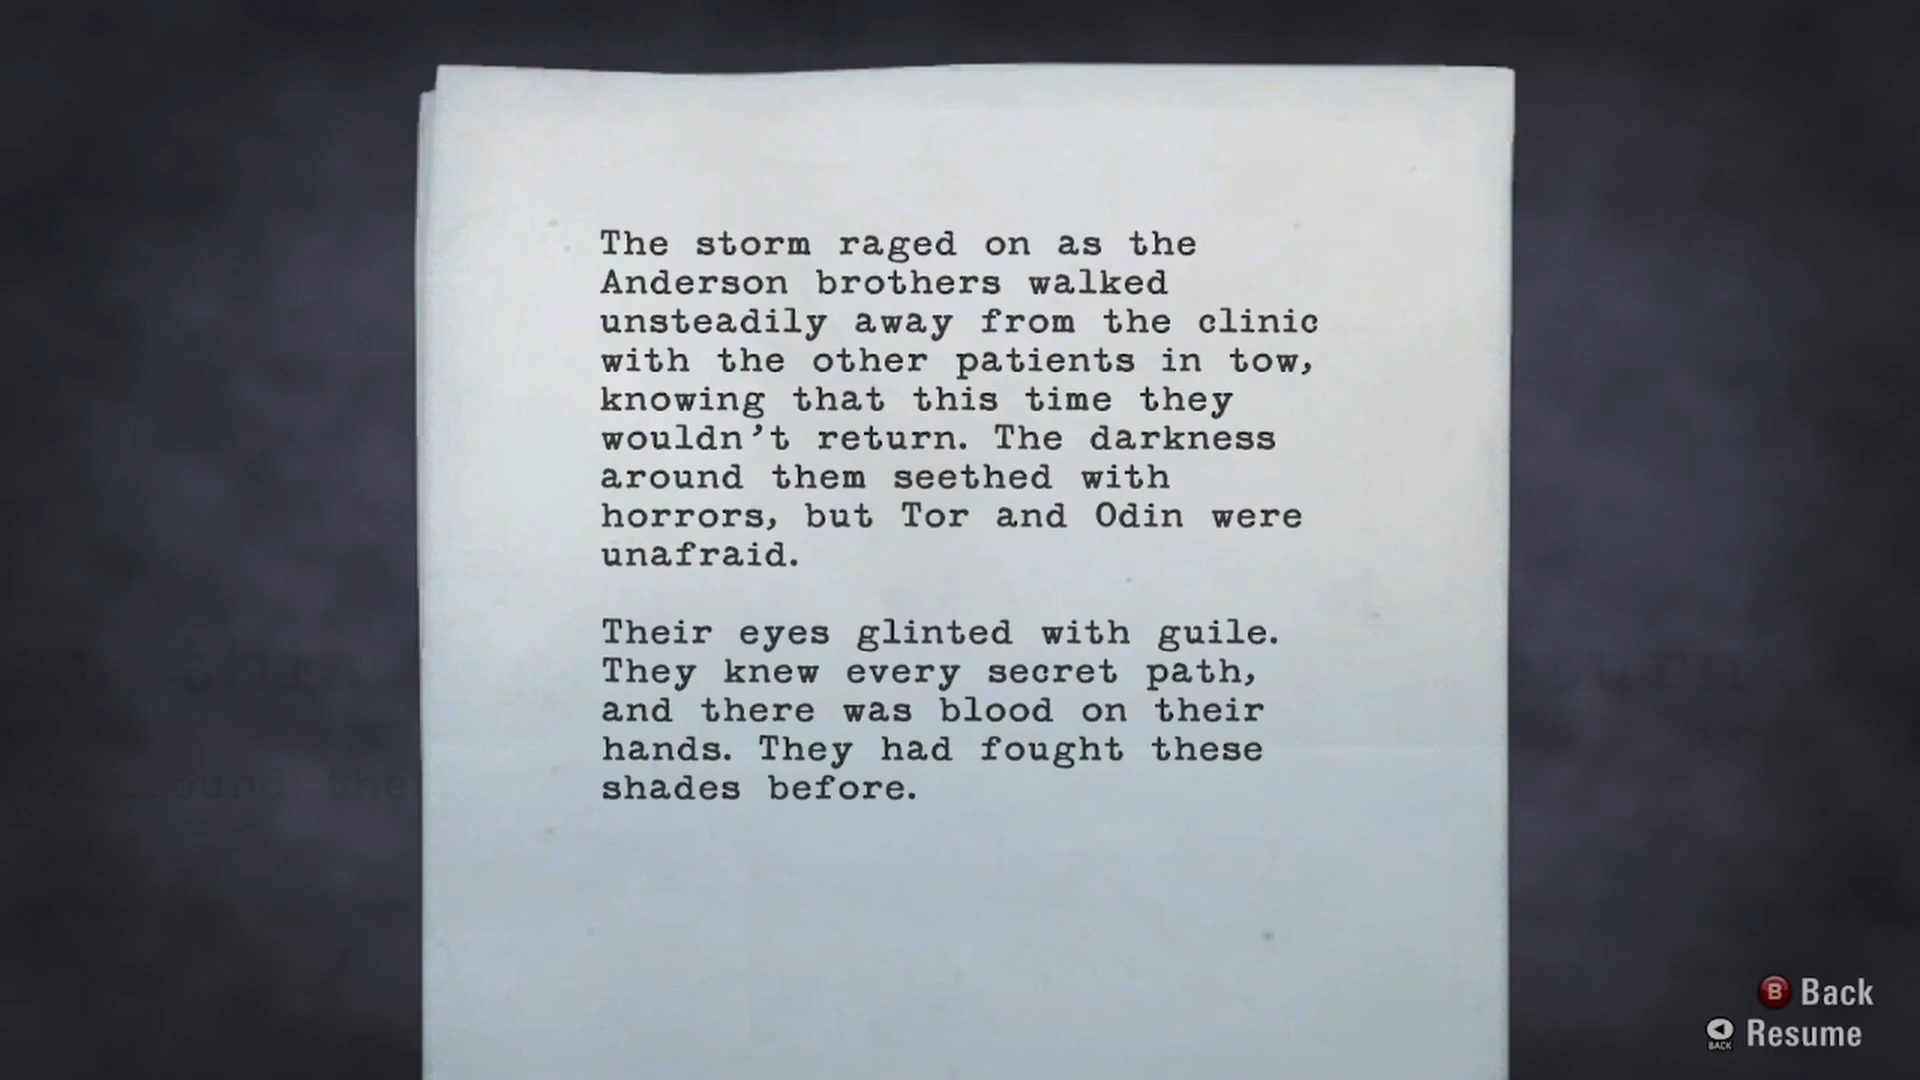 The storm raged on as the
Anderson brothers walked
unsteadily away from the clinic
with the other patients in tow,
knowing that this time they
wouldn't return. The darkness
around them seethed with
horrors, but Tor and Odin were
unafraid.
Their eyes glinted with guile.
They knew every secret path,
and there was blood on their
hands. They had fought these
shades before.
B Back
BACK Resume